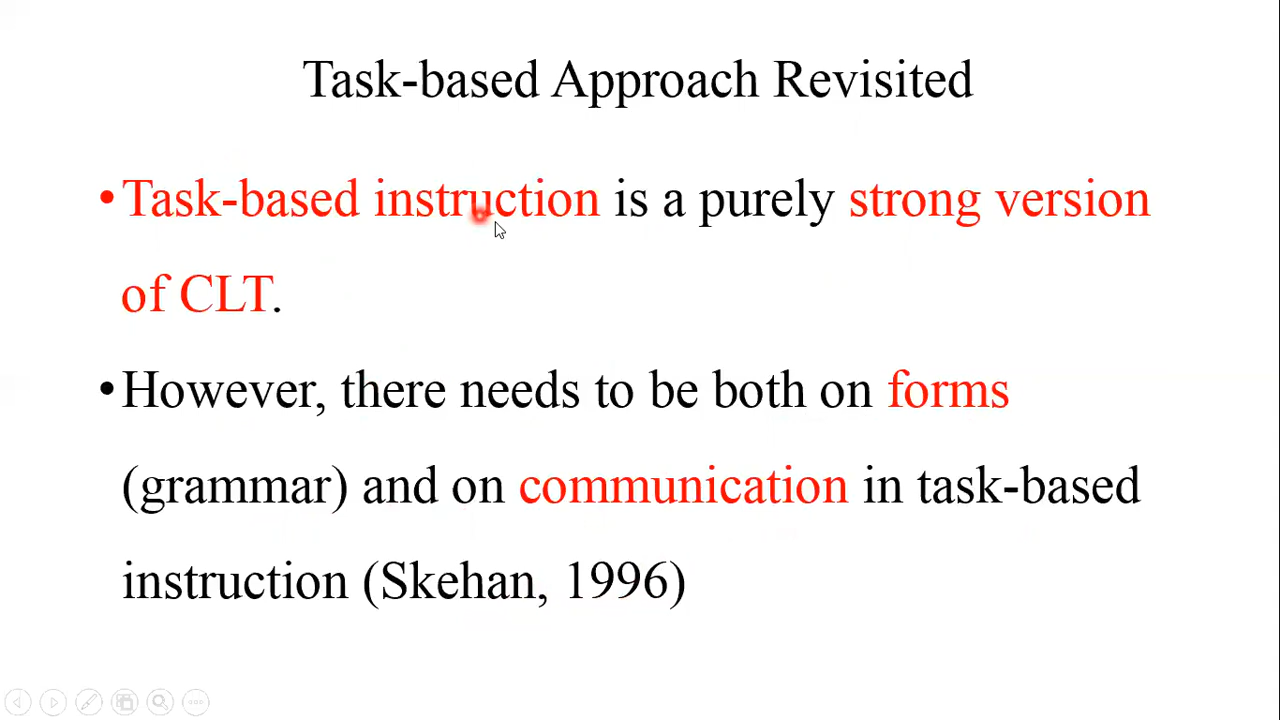 Task-based Approach Revisited
•Task-based instruction is a purely strong version
of CLT.
•However, there needs to be both on forms
(grammar) and on communication in task-based
instruction (Skehan, 1996)